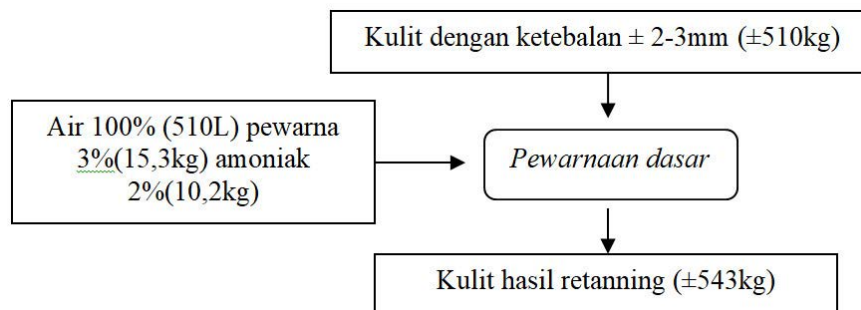 Kulit dengan ketebalan ± 2-3mm (±510kg)
Air 100% (510L) pewarna
3%(15,3kg) amoniak
2%(10,2kg)
Pewarnaan dasar
Kulit hasil retanning (±543kg)